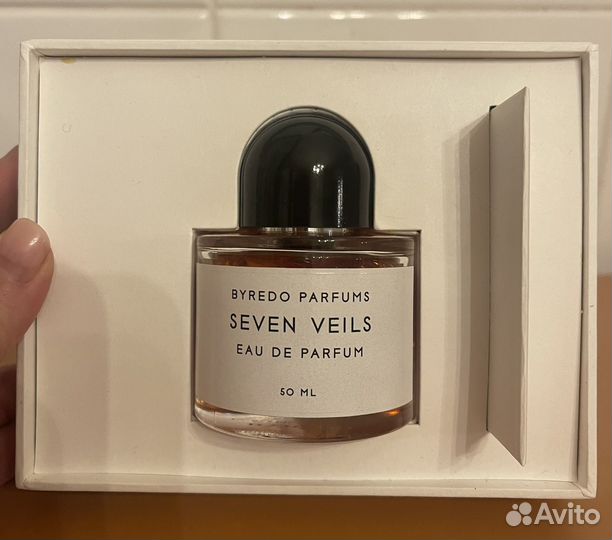 BYREDO PARFUMS
SEVEN VEILS
EAU DE PARFUM
50 ML
Avito